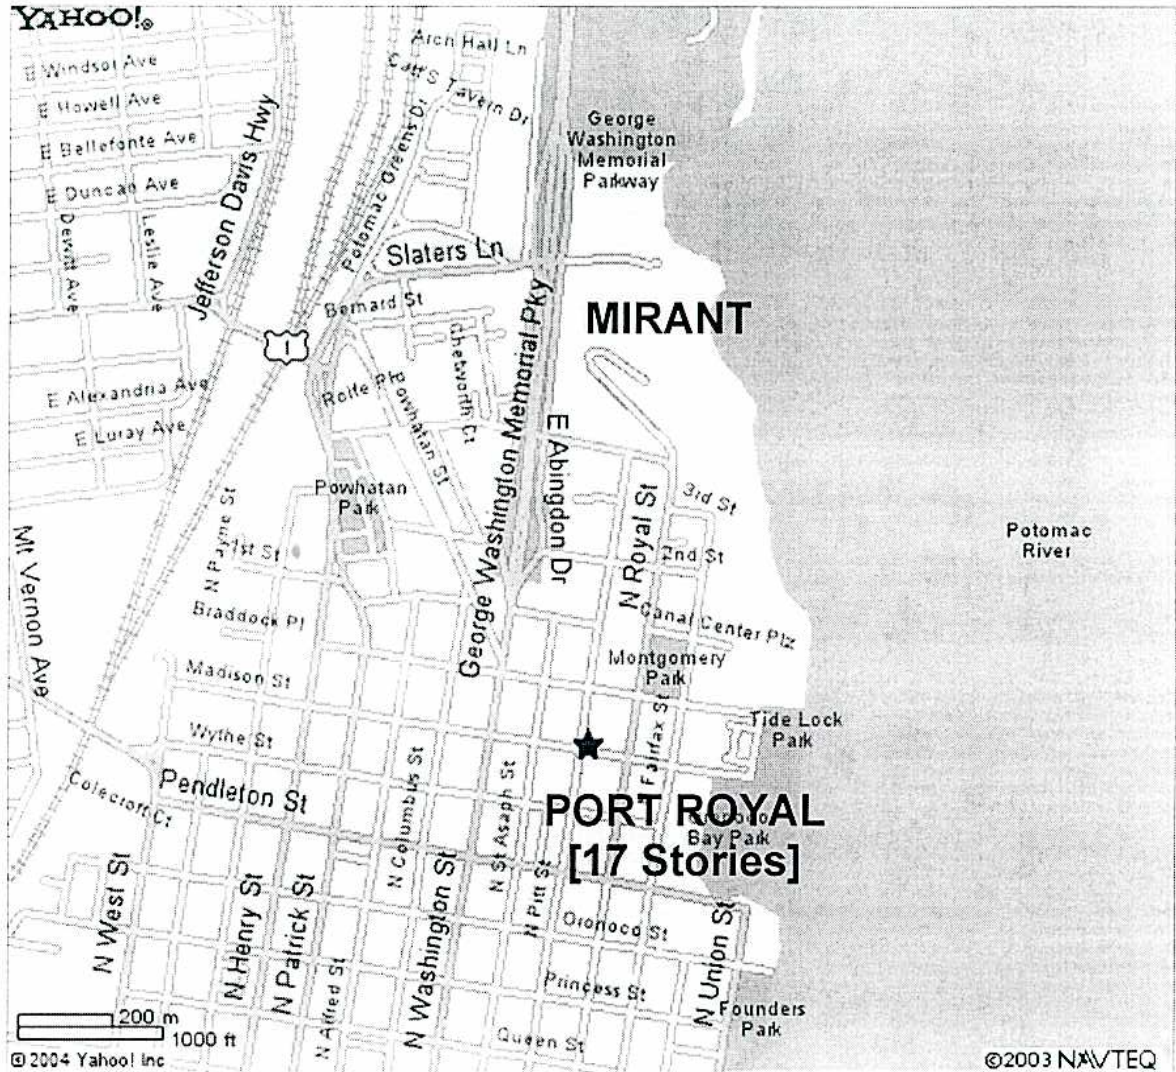 YAHOO!®
Arch Hall Ln
E Windsor Ave
Catt'S Tavern Dr
E Howell Ave
George
Washington
Memorial
Parkway
E Bellefonte Ave
Jefferson Davis Hwy
Potomac Greens Dr
E Duncan Ave
Dewitt Ave
Leslie Ave
Slaters Ln
Bernard St
MIRANT
1
Chetworth Ct
George Washington Memorial Pky
E Alexandria Ave
Rolfe Pl
Powhatan St
E Luray Ave
E Abingdon Dr
Powhatan
Park
N Royal St
3rd St
Potomac
River
N Payne St
1st St
2nd St
Mt Vernon Ave
Braddock Pl
Canal Center Plz
Madison St
Montgomery
Park
Wythe St
Fairfax St
Tide Lock
Park
Colecroft Ct
Pendleton St
N Columbus St
N St Asaph St
PORT ROYAL
Bay Park
[17 Stories]
N West St
N Henry St
N Patrick St
N Washington St
N Pitt St
Oronoco St
N Union St
N Alfred St
Princess St
Founders
Park
Queen St
200 m
1000 ft
© 2004 Yahoo! Inc
©2003 NAVTEQ